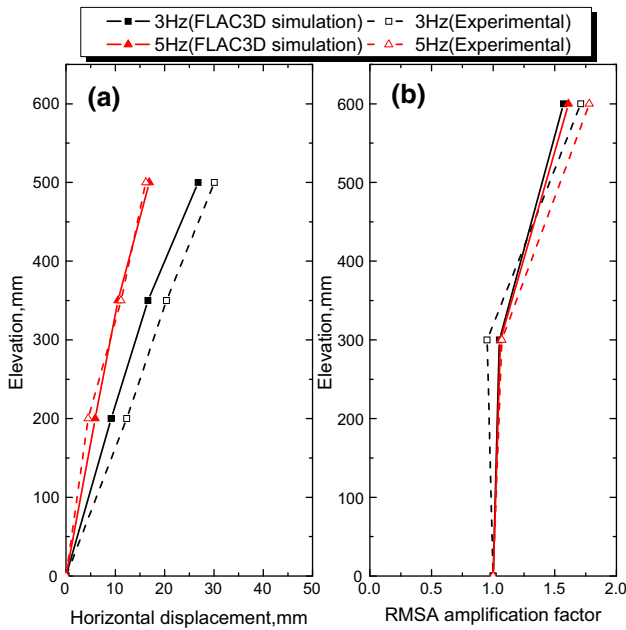 3Hz(FLAC3D simulation) 3Hz(Experimental)
5Hz(FLAC3D simulation) 5Hz(Experimental)
(a)
600
500
400
300
200
100
0
Elevation,mm
0 10 20 30 40 50
Horizontal displacement,mm
(b)
600
500
400
300
200
100
0
Elevation,mm
0.0 0.5 1.0 1.5 2.0
RMSA amplification factor